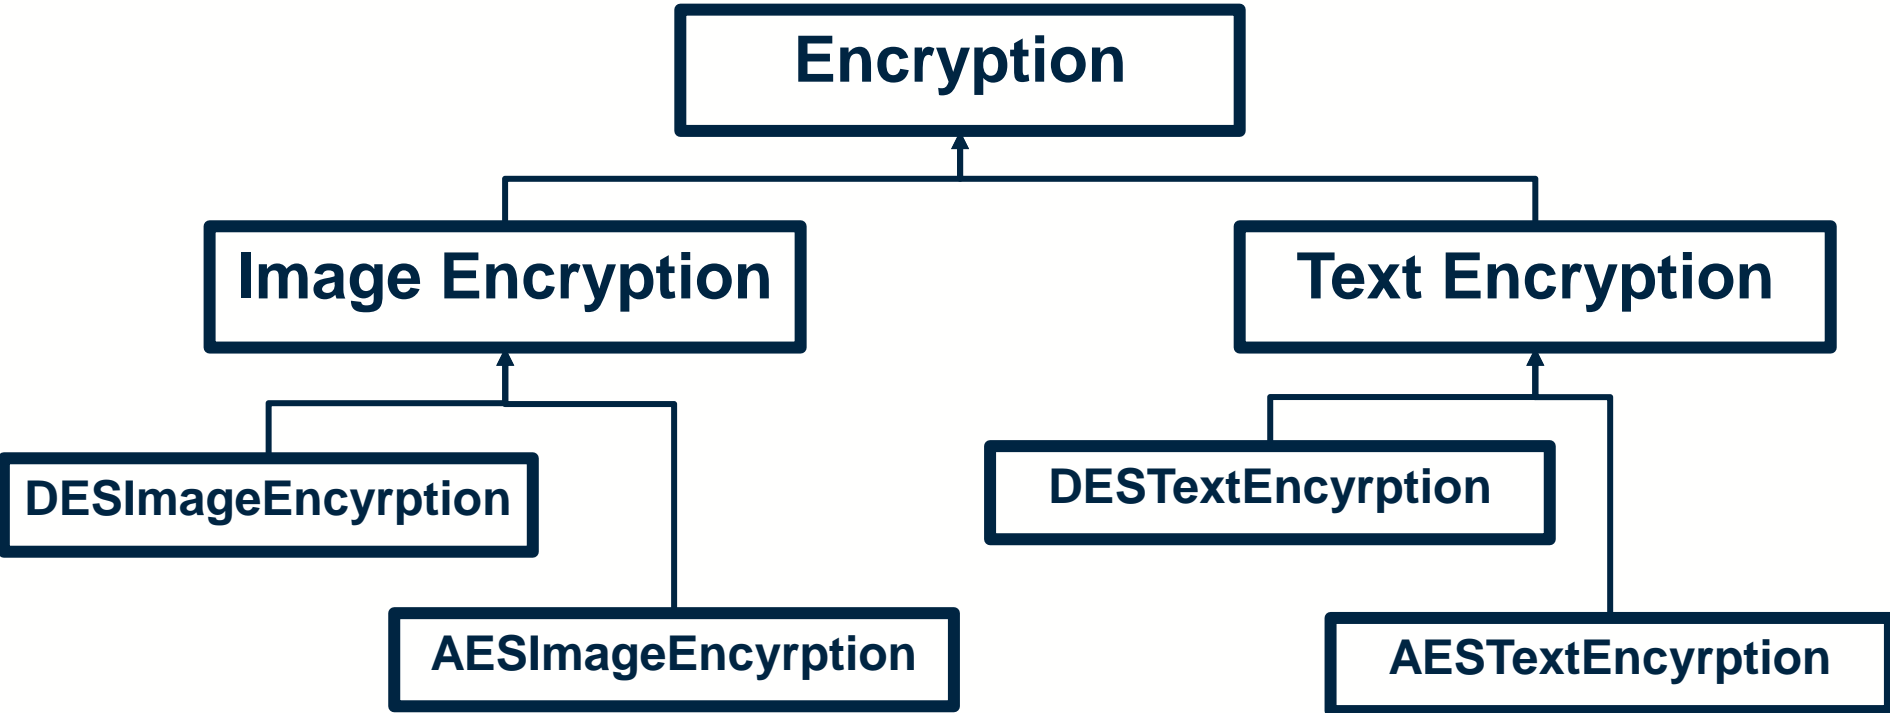 Encryption
Image Encryption
Text Encryption
DESImageEncyrption
DESTextEncyrption
AESImageEncyrption
AESTextEncyrption